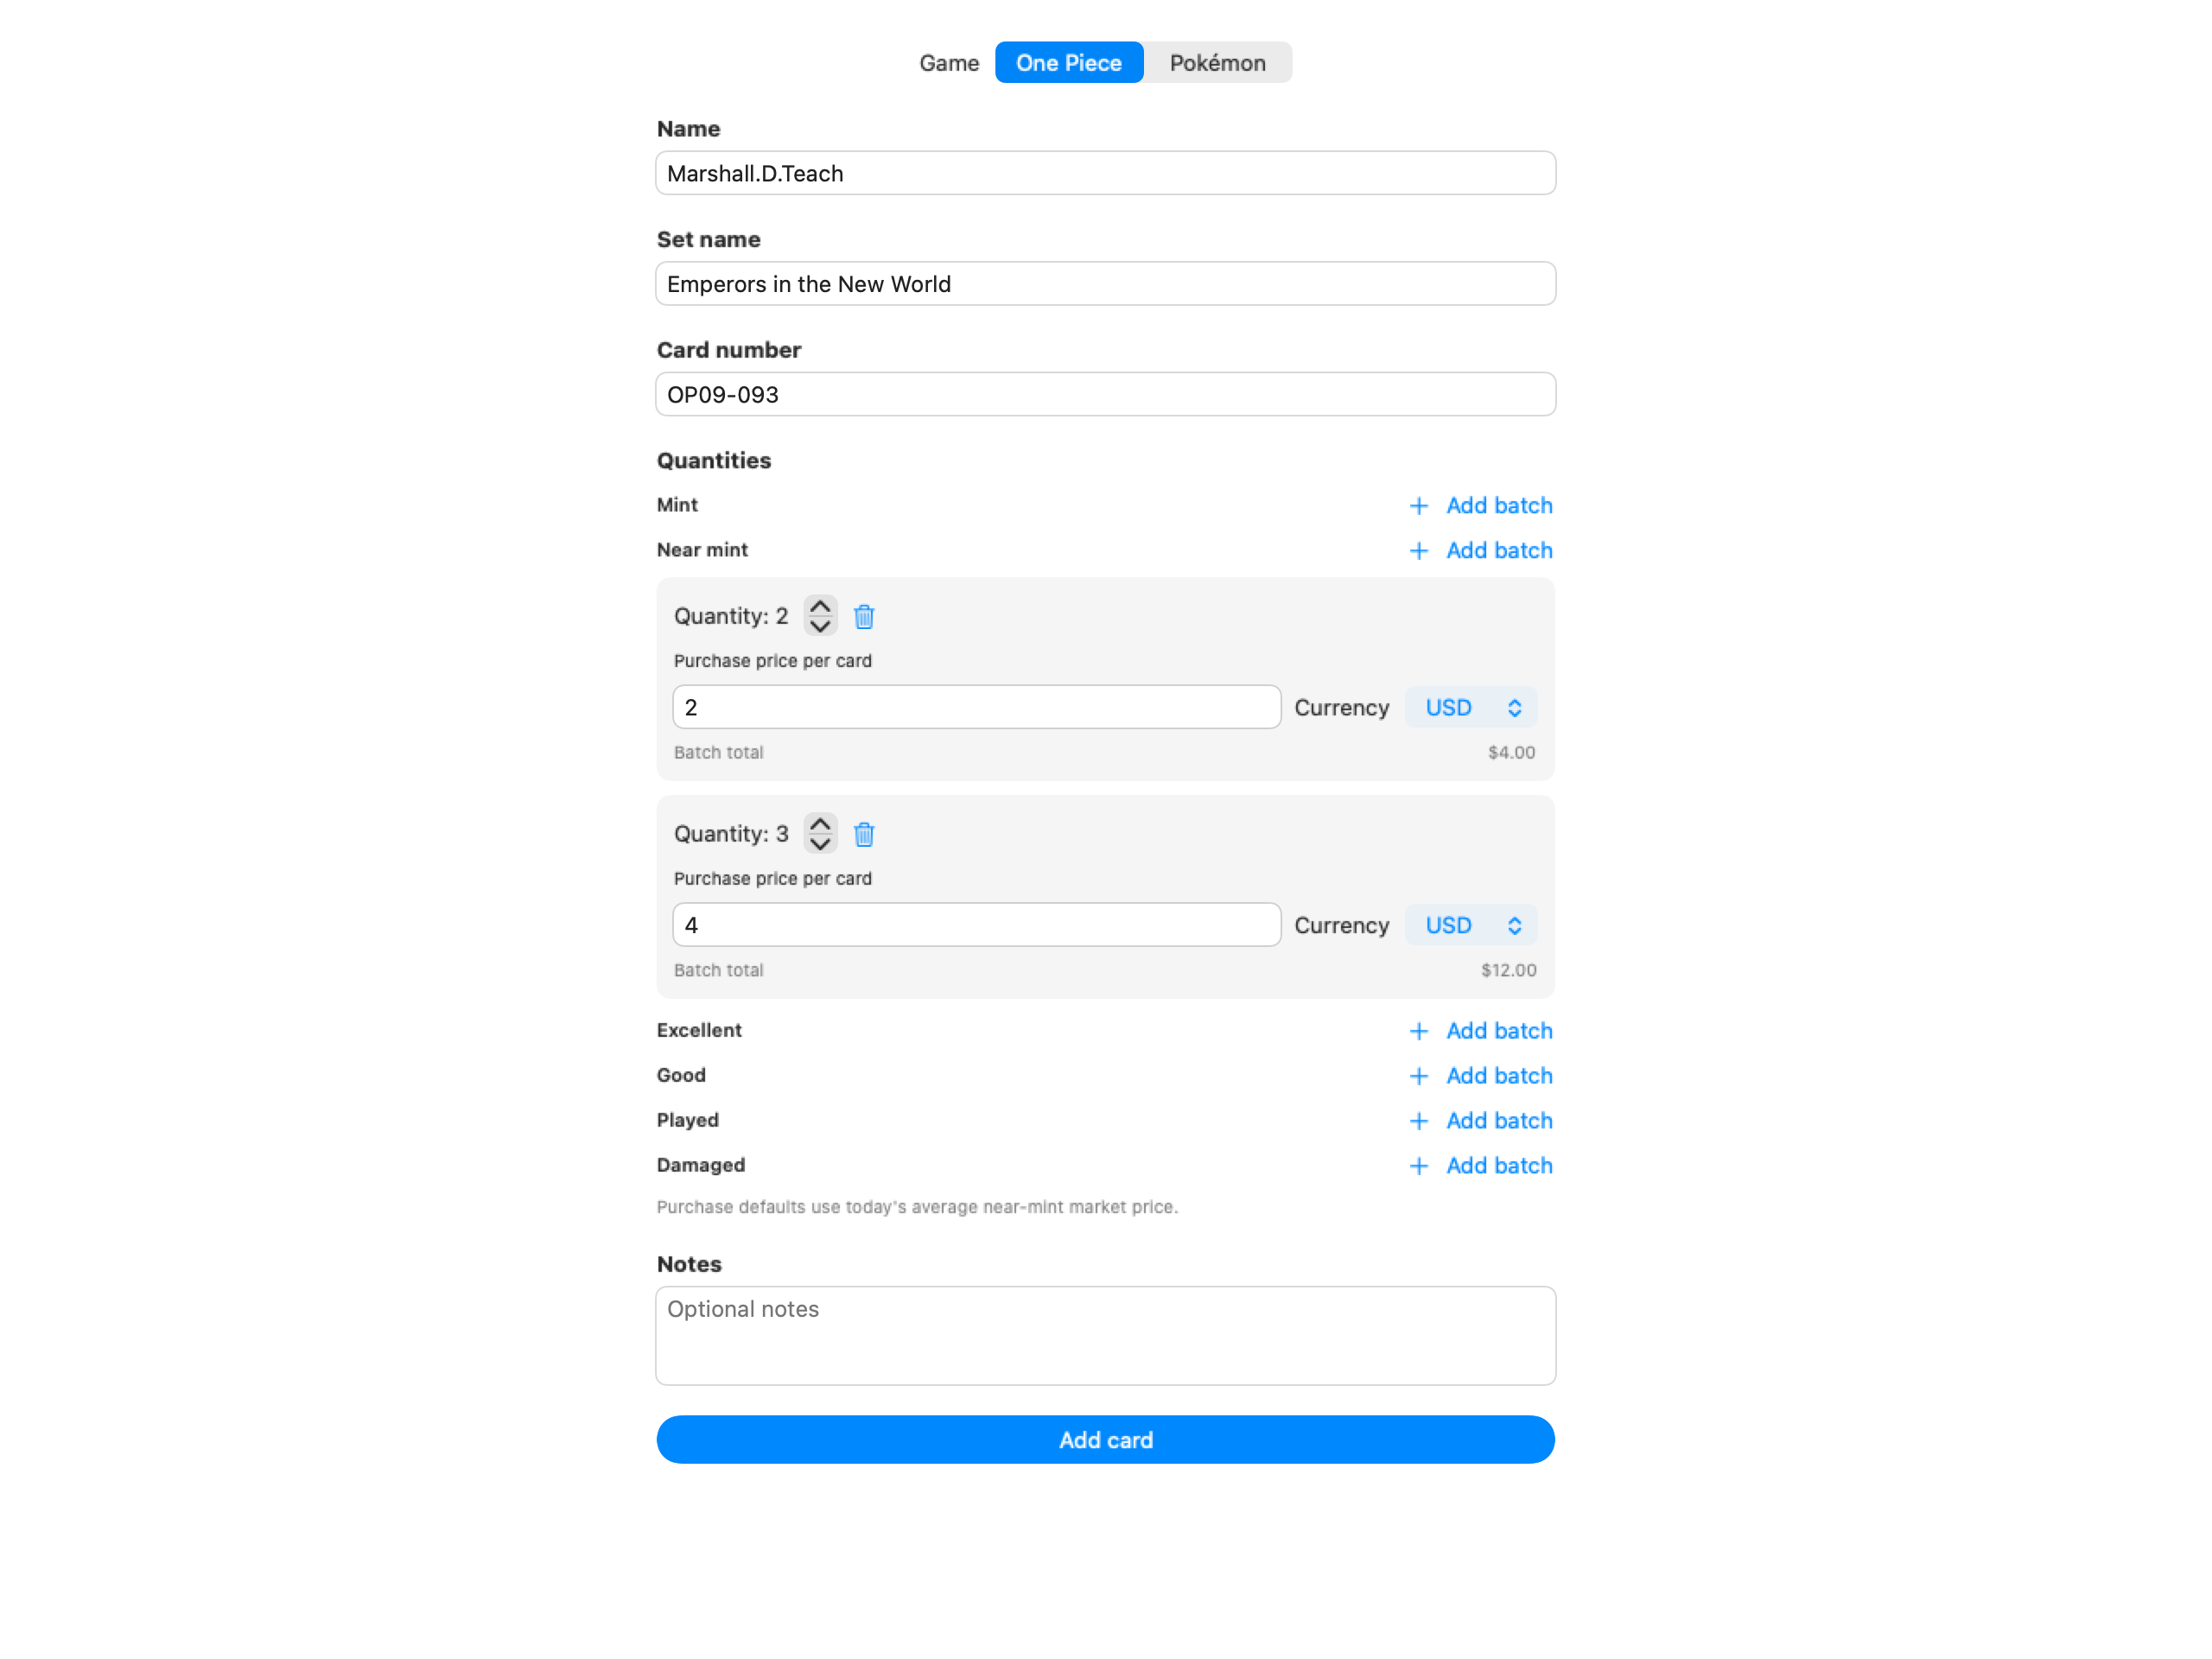 Game One Piece Pokémon
Name
Marshall.D.Teach
Set name
Emperors in the New World
Card number
OP09-093
Quantities
Mint + Add batch
Near mint + Add batch
Quantity: 2
Purchase price per card
2 Currency USD
Batch total $4.00
Quantity: 3
Purchase price per card
4 Currency USD
Batch total $12.00
Excellent + Add batch
Good + Add batch
Played + Add batch
Damaged + Add batch
Purchase defaults use today's average near-mint market price.
Notes
Optional notes
Add card